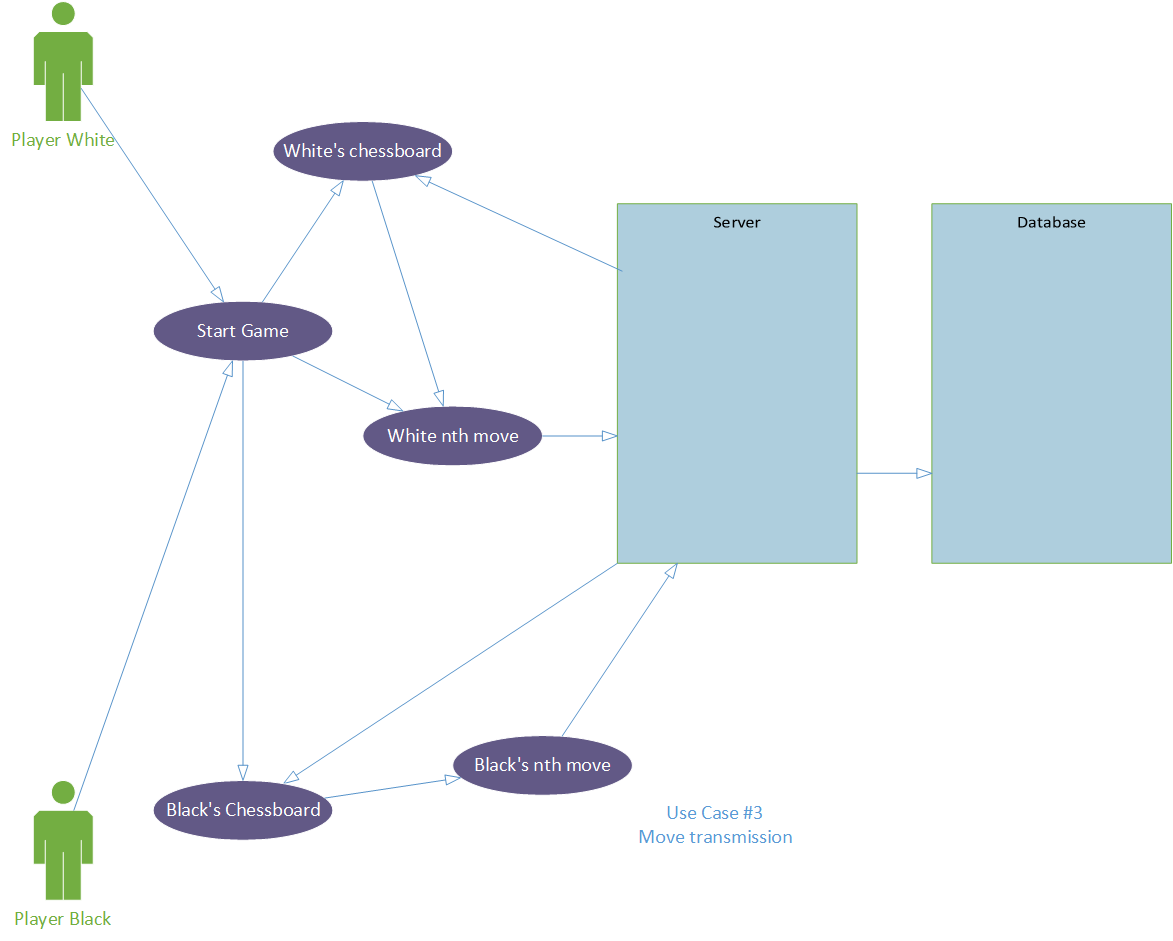 Player White
White's chessboard
Server
Database
Start Game
White nth move
Black's nth move
Black's Chessboard
Use Case #3
Move transmission
Player Black